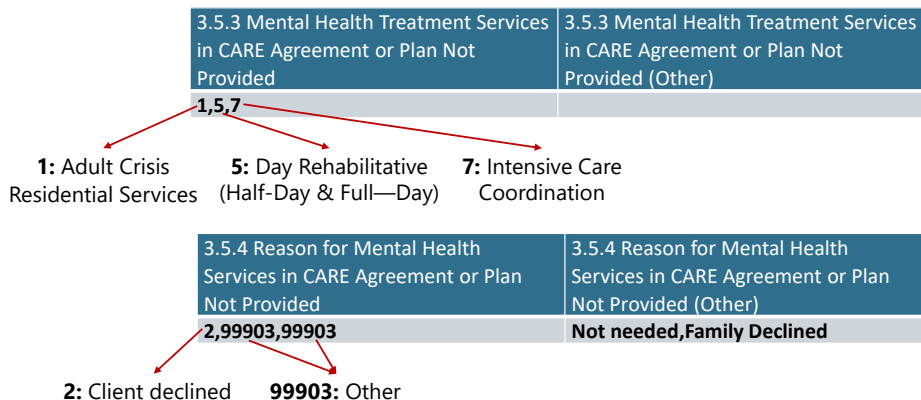 3.5.3 Mental Health Treatment Services
in CARE Agreement or Plan Not
Provided
3.5.3 Mental Health Treatment Services
in CARE Agreement or Plan Not
Provided (Other)
1,5,7
1: Adult Crisis
Residential Services
5: Day Rehabilitative
(Half-Day & Full—Day)
7: Intensive Care
Coordination
3.5.4 Reason for Mental Health
Services in CARE Agreement or Plan
Not Provided
3.5.4 Reason for Mental Health
Services in CARE Agreement or Plan
Not Provided (Other)
2,99903,99903
Not needed,Family Declined
2: Client declined
99903: Other